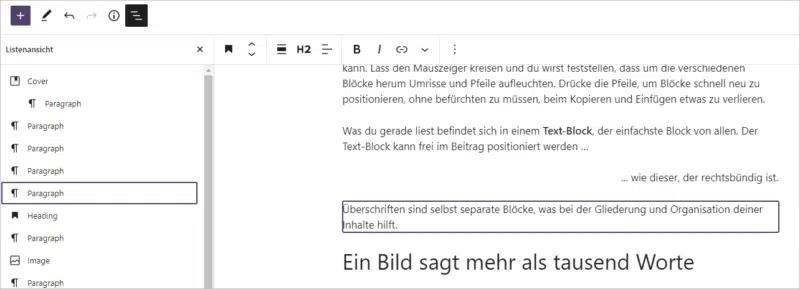 H2
B
I
Listenansicht
Cover
Paragraph
Paragraph
Paragraph
Paragraph
Paragraph
Heading
Paragraph
Image
Paragraph
kann. Lass den Mauszeiger kreisen und du wirst feststellen, dass um die verschiedenen
Blöcke herum Umrisse und Pfeile aufleuchten. Drücke die Pfeile, um Blöcke schnell neu zu
positionieren, ohne befürchten zu müssen, beim Kopieren und Einfügen etwas zu verlieren.
Was du gerade liest befindet sich in einem Text-Block, der einfachste Block von allen. Der
Text-Block kann frei im Beitrag positioniert werden ...
... wie dieser, der rechtsbündig ist.
Überschriften sind selbst separate Blöcke, was bei der Gliederung und Organisation deiner
Inhalte hilft.
Ein Bild sagt mehr als tausend Worte